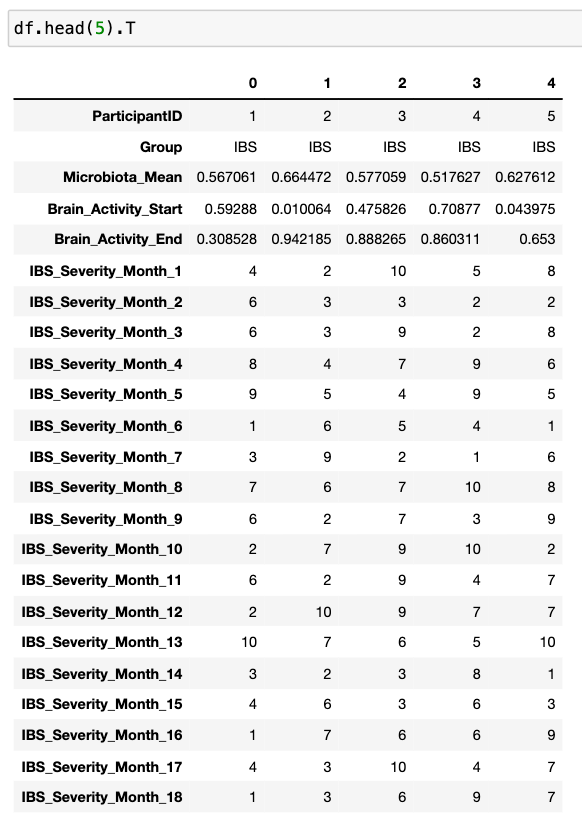 df.head(5).T
0 1 2 3 4
ParticipantID 1 2 3 4 5
Group IBS IBS IBS IBS IBS
Microbiota_Mean 0.567061 0.664472 0.577059 0.517627 0.627612
Brain_Activity_Start 0.59288 0.010064 0.475826 0.70877 0.043975
Brain_Activity_End 0.308528 0.942185 0.888265 0.860311 0.653
IBS_Severity_Month_1 4 2 10 5 8
IBS_Severity_Month_2 6 3 3 2 2
IBS_Severity_Month_3 6 3 9 2 8
IBS_Severity_Month_4 8 4 7 9 6
IBS_Severity_Month_5 9 5 4 9 5
IBS_Severity_Month_6 1 6 5 4 1
IBS_Severity_Month_7 3 9 2 1 6
IBS_Severity_Month_8 7 6 7 10 8
IBS_Severity_Month_9 6 2 7 3 9
IBS_Severity_Month_10 2 7 9 10 2
IBS_Severity_Month_11 6 2 9 4 7
IBS_Severity_Month_12 2 10 9 7 7
IBS_Severity_Month_13 10 7 6 5 10
IBS_Severity_Month_14 3 2 3 8 1
IBS_Severity_Month_15 4 6 3 6 3
IBS_Severity_Month_16 1 7 6 6 9
IBS_Severity_Month_17 4 3 10 4 7
IBS_Severity_Month_18 1 3 6 9 7